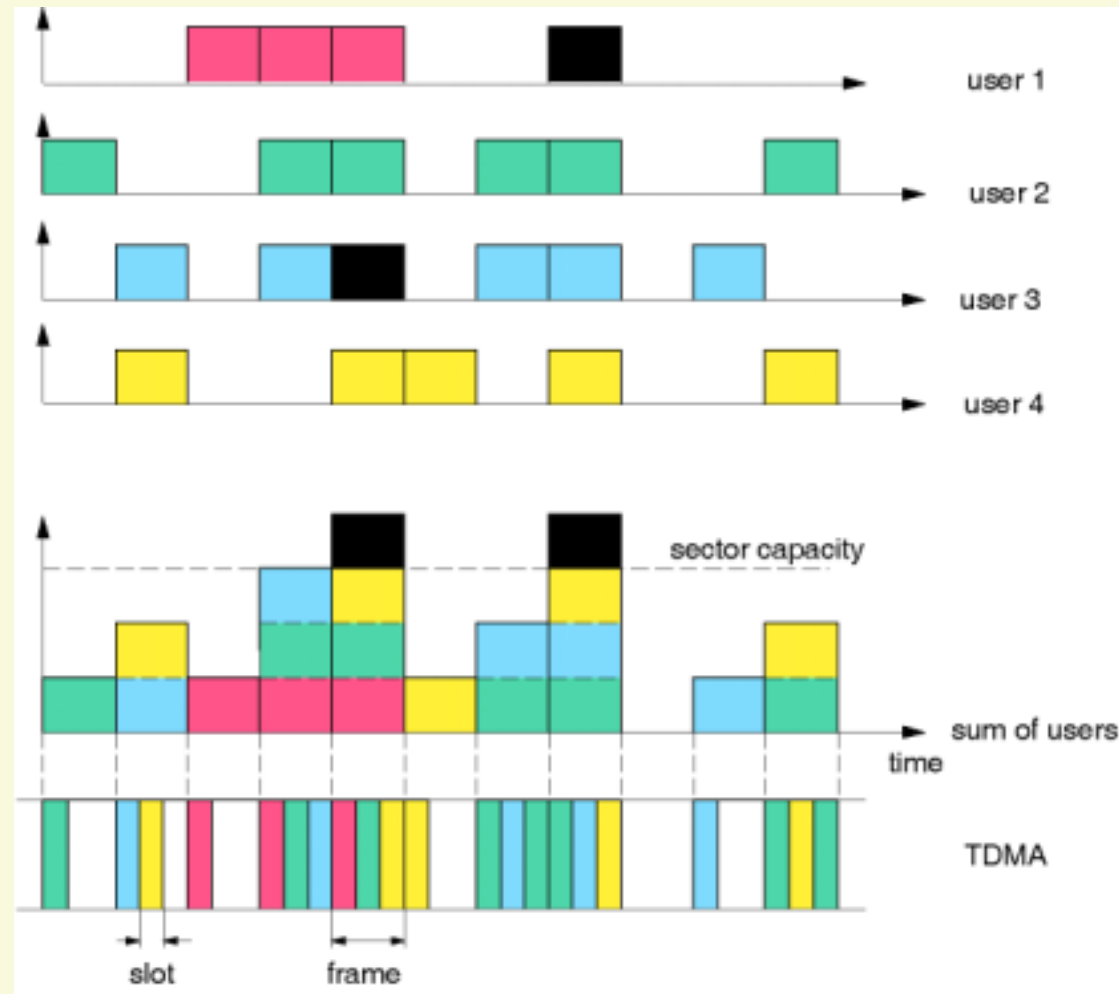 user 1
user 2
user 3
user 4
sector capacity
sum of users
time
TDMA
slot
frame